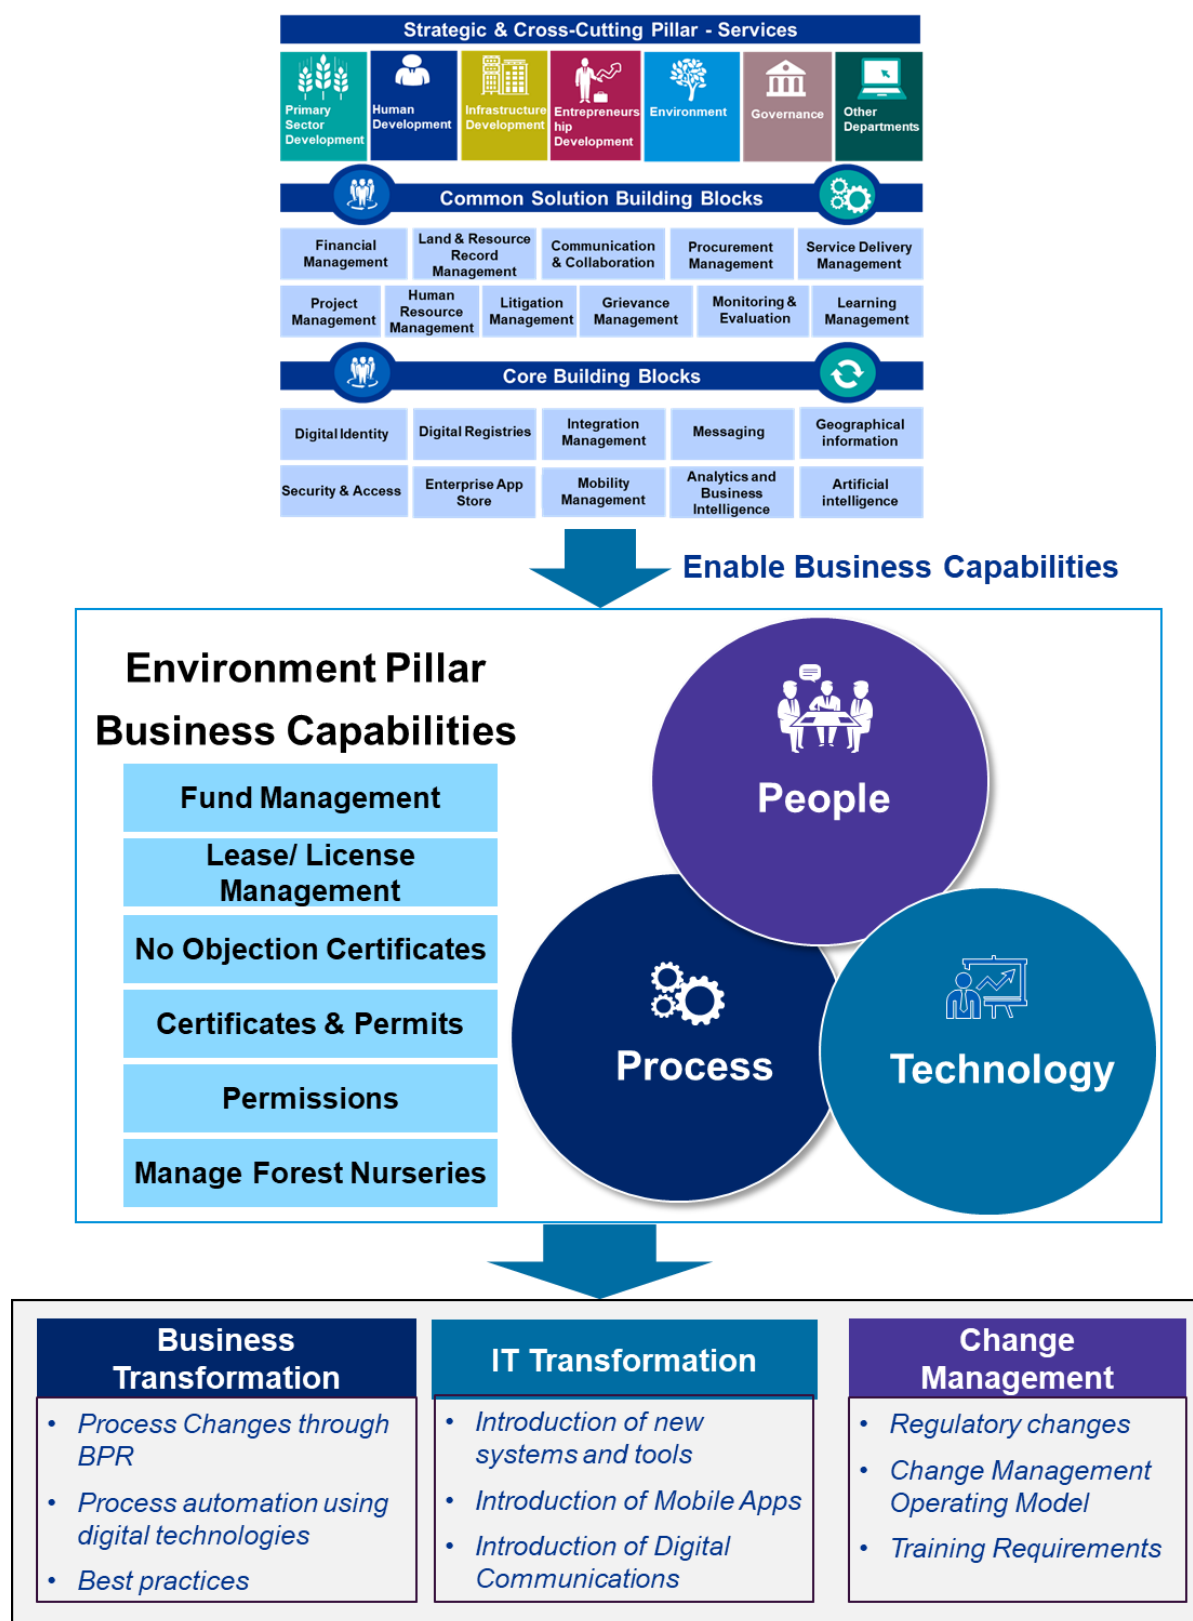 Strategic & Cross-Cutting Pillar - Services
Primary
Sector
Development
Human
Development
Infrastructure
Development
Entrepreneurs
hip
Development
Environment
Governance
Other
Departments
Common Solution Building Blocks
Financial
Management
Land & Resource
Record
Management
Communication
& Collaboration
Procurement
Management
Service Delivery
Management
Project
Management
Human
Resource
Management
Litigation
Management
Grievance
Management
Monitoring &
Evaluation
Learning
Management
Core Building Blocks
Digital Identity
Digital Registries
Integration
Management
Messaging
Geographical
information
Security & Access
Enterprise App
Store
Mobility
Management
Analytics and
Business
Intelligence
Artificial
intelligence
Enable Business Capabilities
Environment Pillar
Business Capabilities
Fund Management
Lease/ License
Management
No Objection Certificates
Certificates & Permits
Permissions
Manage Forest Nurseries
People
Process
Technology
Business
Transformation
• Process Changes through
BPR
• Process automation using
digital technologies
• Best practices
IT Transformation
• Introduction of new
systems and tools
• Introduction of Mobile Apps
• Introduction of Digital
Communications
Change
Management
• Regulatory changes
• Change Management
Operating Model
• Training Requirements